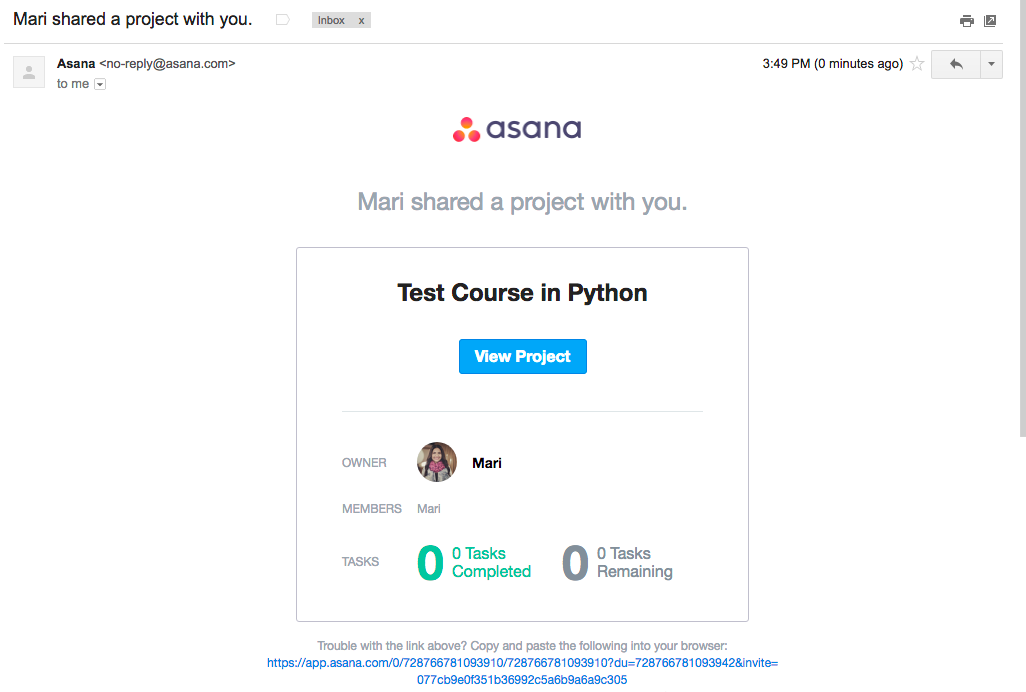 Mari shared a project with you.
Inbox x
Asana <no-reply@asana.com>
3:49 PM (0 minutes ago)
to me
asana
Mari shared a project with you.
Test Course in Python
View Project
OWNER Mari
MEMBERS Mari
TASKS
0 0 Tasks Completed
0 0 Tasks Remaining
Trouble with the link above? Copy and paste the following into your browser:
https://app.asana.com/0/728766781093910/728766781093910?du=728766781093942&invite=
077cb9e0f351b36992c5a6b9a6a9c305